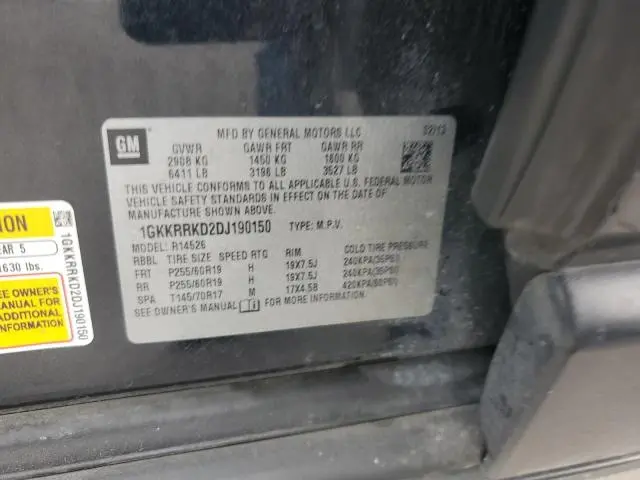 GM
MFD BY GENERAL MOTORS LLC 02/13
GVWR GAWR FRT GAWR RR
2908 KG 1450 KG 1600 KG
6411 LB 3198 LB 3527 LB
THIS VEHICLE CONFORMS TO ALL APPLICABLE U.S. FEDERAL MOTOR
VEHICLE SAFETY STANDARDS IN EFFECT ON THE DATE OF
MANUFACTURE SHOWN ABOVE.
1GKKRRKD2DJ190150 TYPE: M.P.V.
MODEL: R14526
RBBL TIRE SIZE SPEED RTG RIM COLD TIRE PRESSURE
FRT P255/60R19 H 19X7.5J 240KPA(35PSI)
RR P255/60R19 H 19X7.5J 240KPA(35PSI)
SPA T145/70R17 M 17X4.5B 420KPA(60PSI)
SEE OWNER'S MANUAL FOR MORE INFORMATION.
ION
EAR 5
1630 lbs.
SEE OWNER'S
MANUAL FOR
ADDITIONAL
INFORMATION
1GKKRRKD2DJ190150